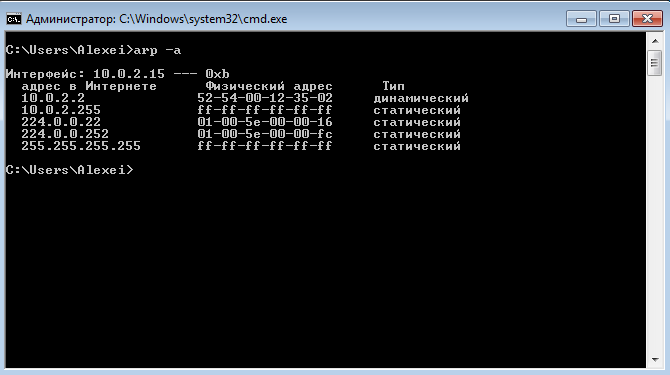 Администратор: C:\Windows\system32\cmd.exe
C:\Users\Alexei>arp -a
Интерфейс: 10.0.2.15 --- 0xb
адрес в Интернете Физический адрес Тип
10.0.2.2 52-54-00-12-35-02 динамический
10.0.2.255 ff-ff-ff-ff-ff-ff статический
224.0.0.22 01-00-5e-00-00-16 статический
224.0.0.252 01-00-5e-00-00-fc статический
255.255.255.255 ff-ff-ff-ff-ff-ff статический
C:\Users\Alexei>